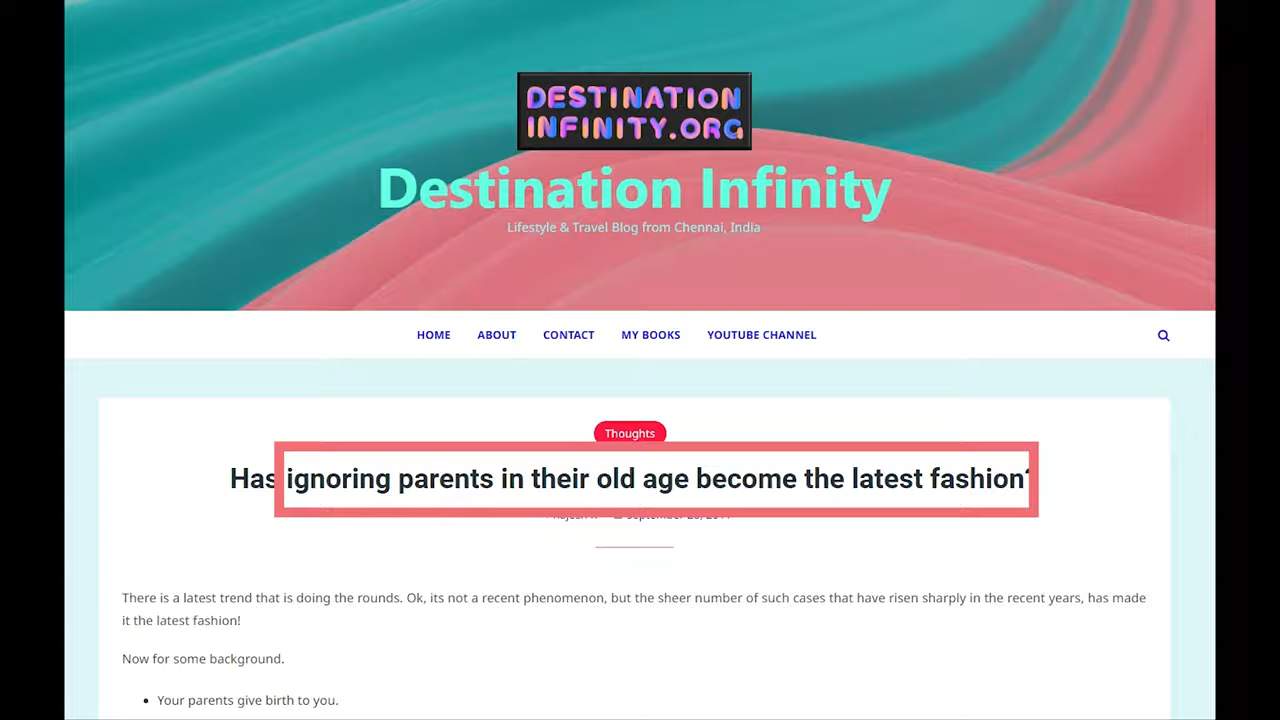 DESTINATION
INFINITY.ORG
Destination Infinity
Lifestyle & Travel Blog from Chennai, India
HOME ABOUT CONTACT MY BOOKS YOUTUBE CHANNEL
Thoughts
Has ignoring parents in their old age become the latest fashion?
There is a latest trend that is doing the rounds. Ok, its not a recent phenomenon, but the sheer number of such cases that have risen sharply in the recent years, has made
it the latest fashion!
Now for some background.
• Your parents give birth to you.